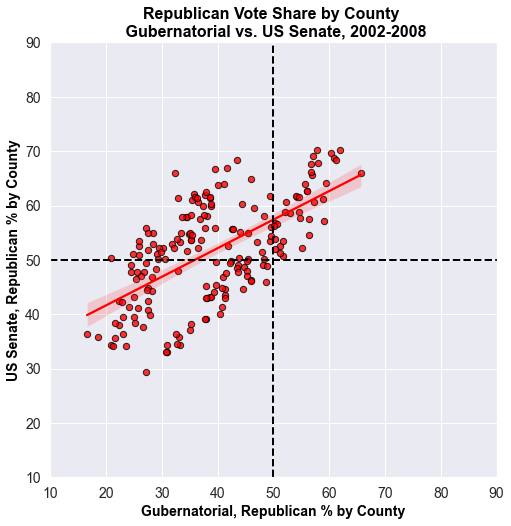 Republican Vote Share by County
Gubernatorial vs. US Senate, 2002-2008
US Senate, Republican % by County
90
80
70
60
50
40
30
20
10
10 20 30 40 50 60 70 80 90
Gubernatorial, Republican % by County